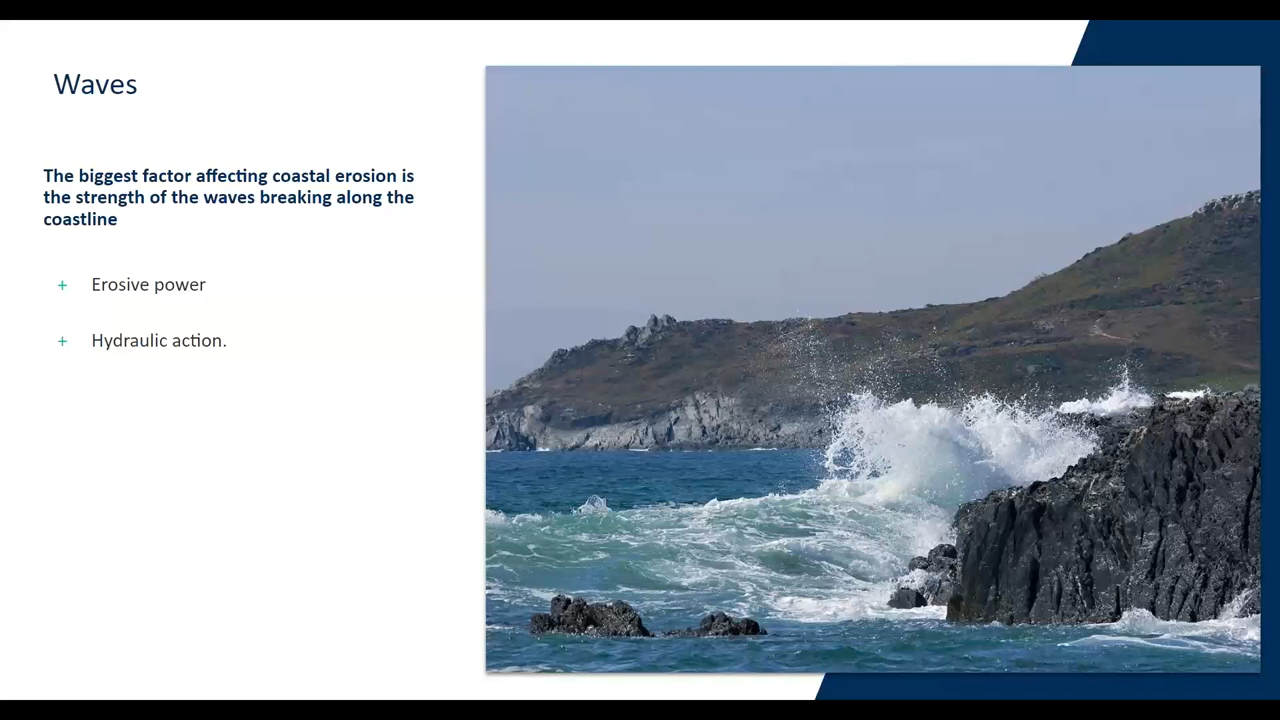 Waves
The biggest factor affecting coastal erosion is
the strength of the waves breaking along the
coastline
+ Erosive power
+ Hydraulic action.